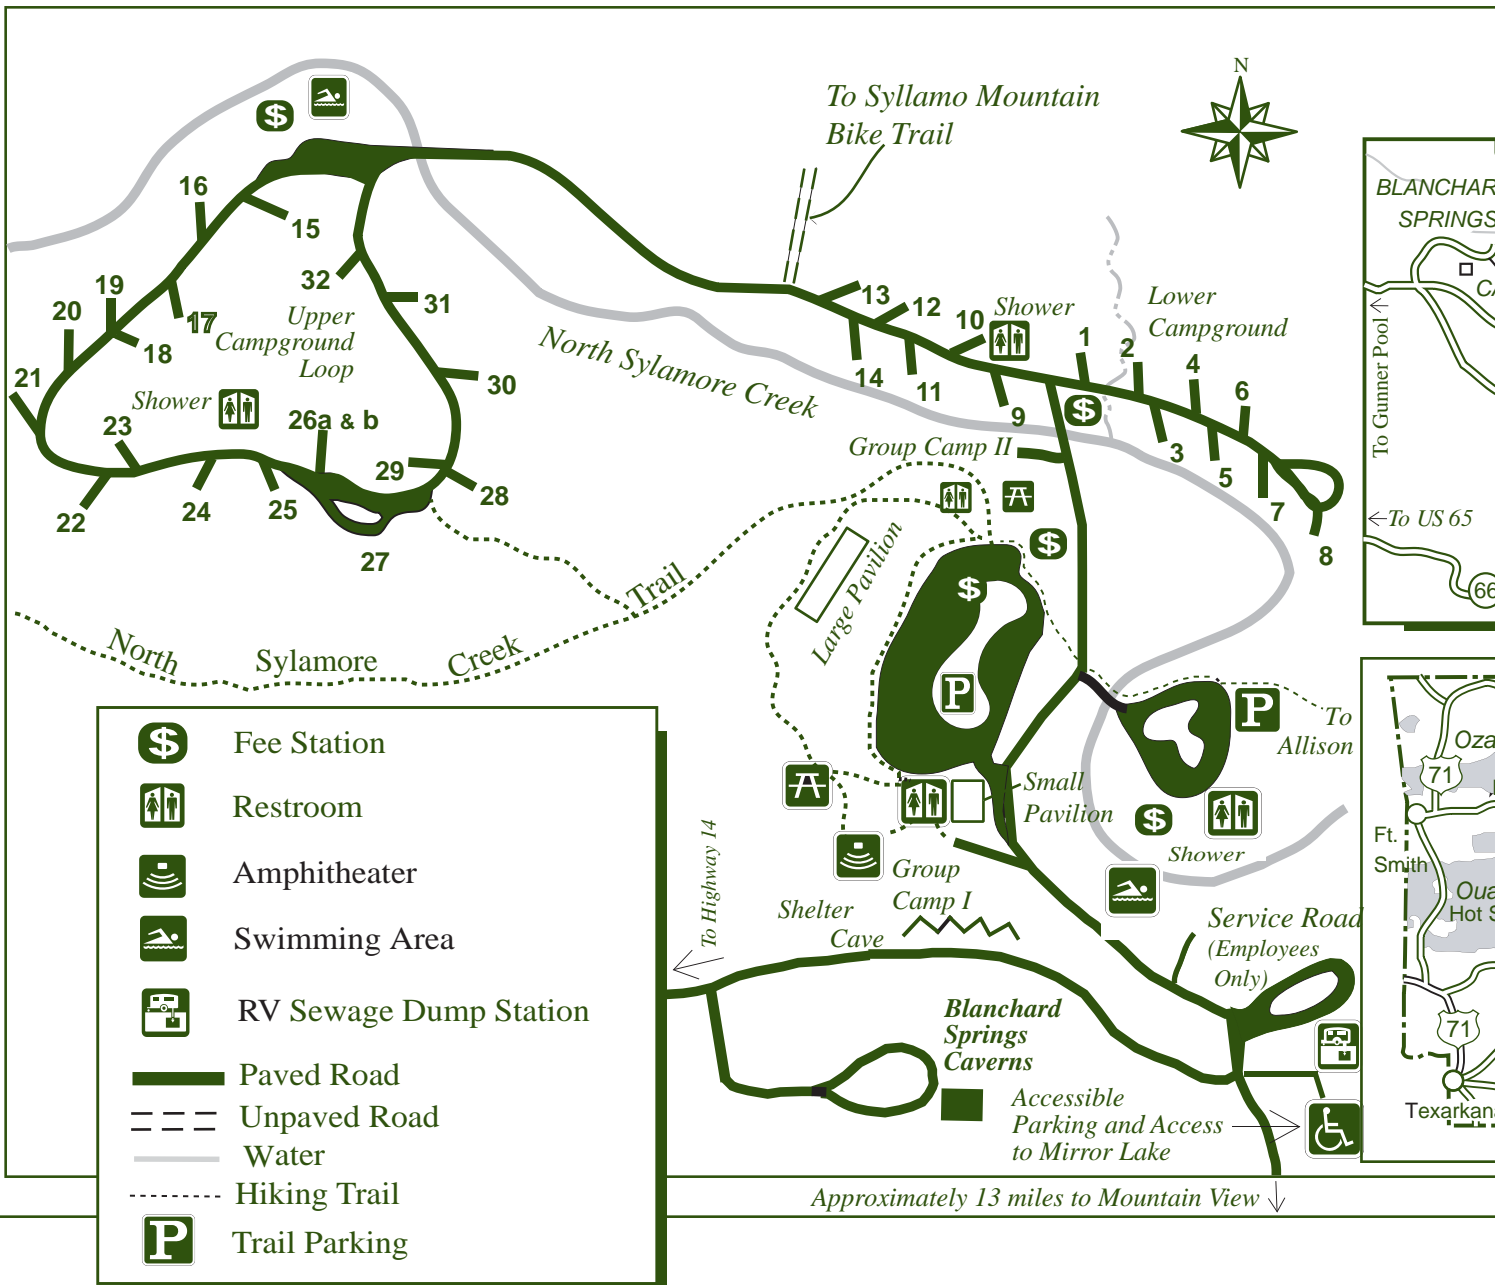 N
To Syllamo Mountain
Bike Trail
16
15
32
31
19
20
17
18
Upper
Campground
Loop
21
Shower
23
26a & b
30
29
28
22
24
25
27
North Sylamore Creek
13
12
10
Shower
14
11
9
1
2
4
6
3
5
7
8
Lower
Campground
$
$
Group Camp II
$
$
Large Pavilion
P
P
To
Allison
North Sylamore Creek Trail
Small
Pavilion
$
Shower
Group
Camp I
Shelter
Cave
To Highway 14
Service Road
(Employees
Only)
Blanchard
Springs
Caverns
Accessible
Parking and Access
to Mirror Lake
Approximately 13 miles to Mountain View
$ Fee Station
Restroom
Amphitheater
Swimming Area
RV Sewage Dump Station
Paved Road
Unpaved Road
Water
Hiking Trail
P Trail Parking
BLANCHAR
SPRINGS
CA
To Gunner Pool
To US 65
66
Oza
71
Ft.
Smith
Oua
Hot S
71
Texarkana